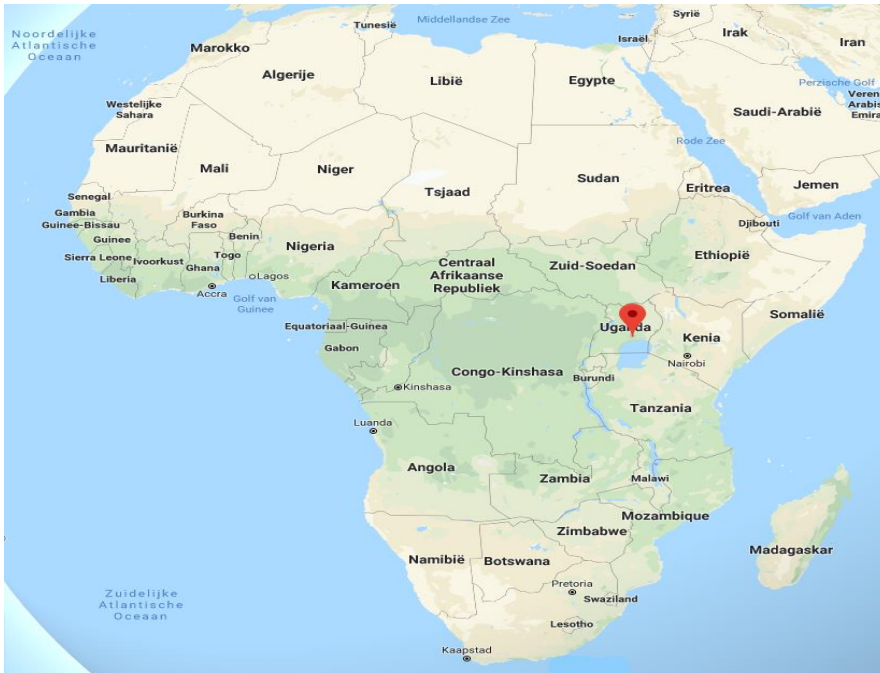 Noordelijke
Atlantische
Oceaan
Middellandse Zee
Syrië
Tunesië
Israël
Irak
Iran
Marokko
Algerije
Libië
Egypte
Perzische Golf
Veren
Arabis
Emira
Westelijke
Sahara
Saudi-Arabië
Mauritanië
Rode Zee
Mali
Niger
Tsjaad
Sudan
Eritrea
Jemen
Senegal
Gambia
Guinee-Bissau
Burkina
Faso
Djibouti
Golf van Aden
Guinee
Benin
Nigeria
Sierra Leone
Ivoorkust
Togo
Ghana
Centraal
Afrikaanse
Republiek
Zuid-Soedan
Ethiopië
Liberia
Lagos
Kameroen
Accra
Golf van
Guinee
Somalië
Equatoriaal-Guinea
Uganda
Kenia
Gabon
Nairobi
Congo-Kinshasa
Burundi
Kinshasa
Tanzania
Luanda
Angola
Zambia
Malawi
Mozambique
Zimbabwe
Madagaskar
Namibië
Botswana
Zuidelijke
Atlantische
Oceaan
Pretoria
Swaziland
Lesotho
Kaapstad